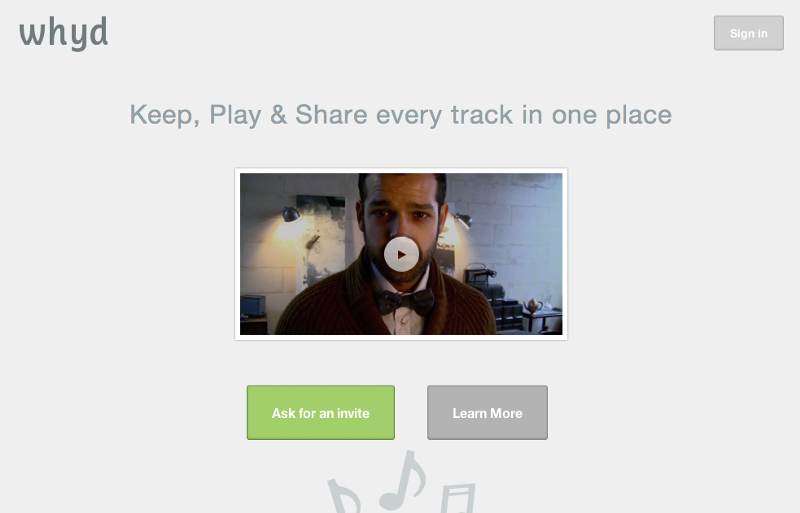 whyd
Sign in
Keep, Play & Share every track in one place
Ask for an invite
Learn More